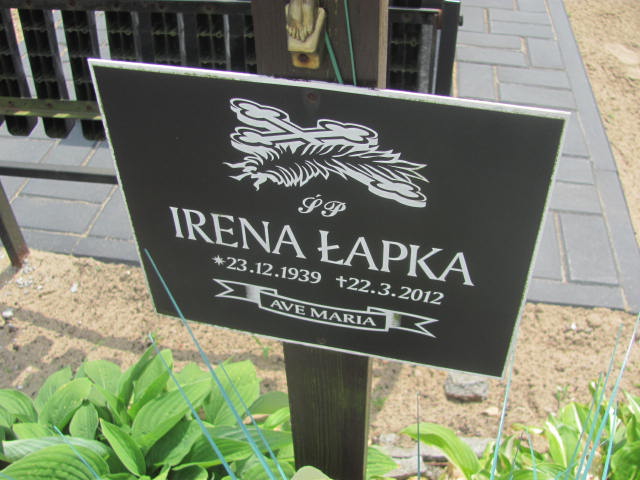 ŚP
IRENA ŁAPKA
*23.12.1939 †22.3.2012
AVE MARIA